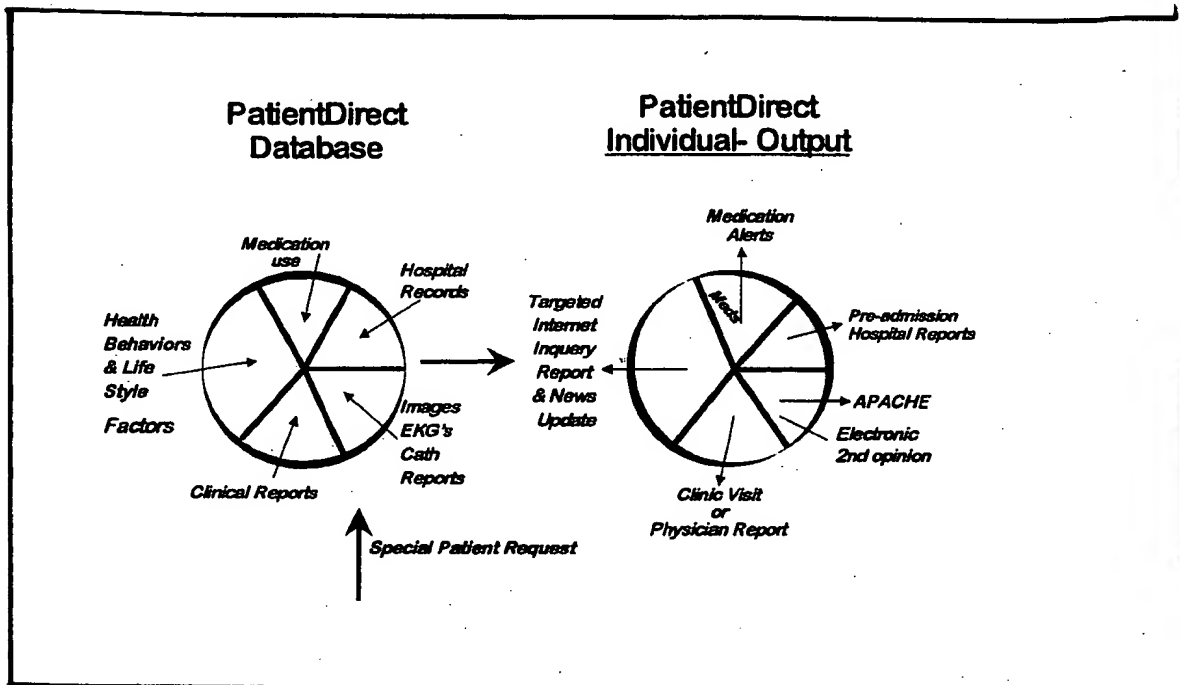 PatientDirect
Database
Medication
use
Hospital
Records
Health
Behaviors
& Life
Style
Factors
Images
EKG's
Cath
Reports
Clinical Reports
Special Patient Request
PatientDirect
Individual- Output
Medication
Alerts
Meds
Targeted
Internet
Inquery
Report
& News
Update
Pre-admission
Hospital Reports
APACHE
Electronic
2nd opinion
Clinic Visit
or
Physician Report